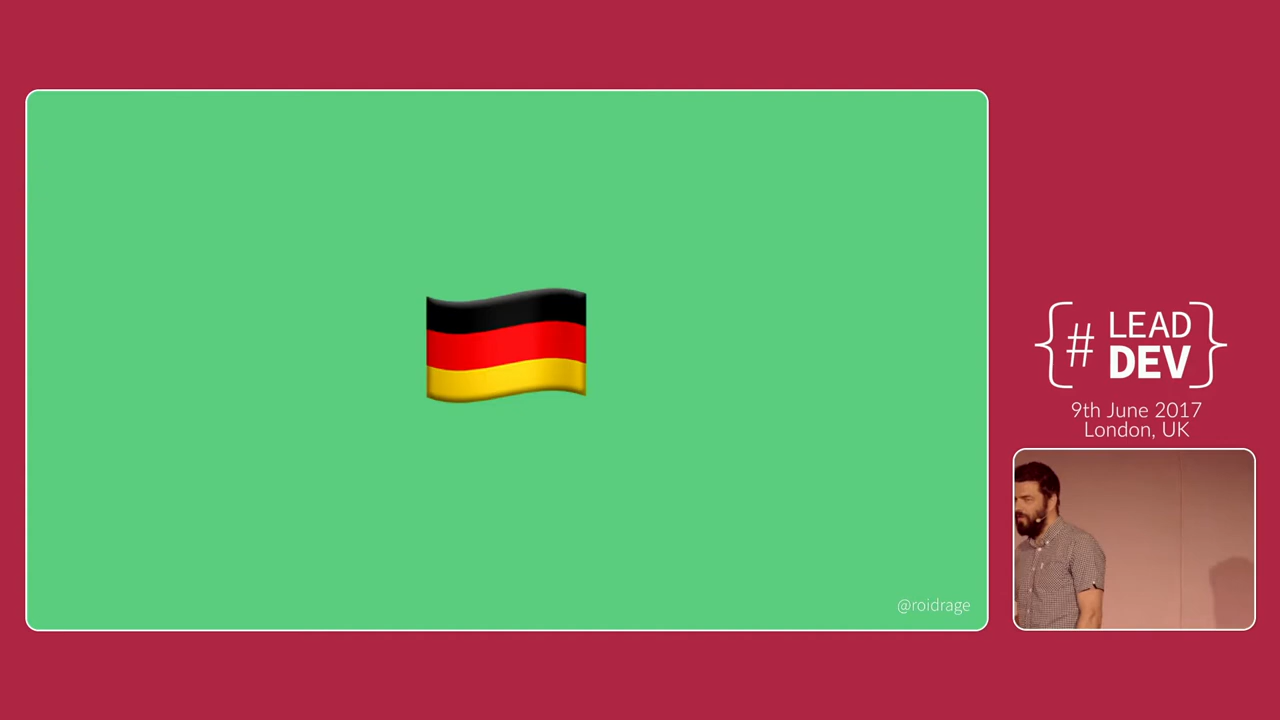 @roidrage
{# LEAD
DEV}
9th June 2017
London, UK